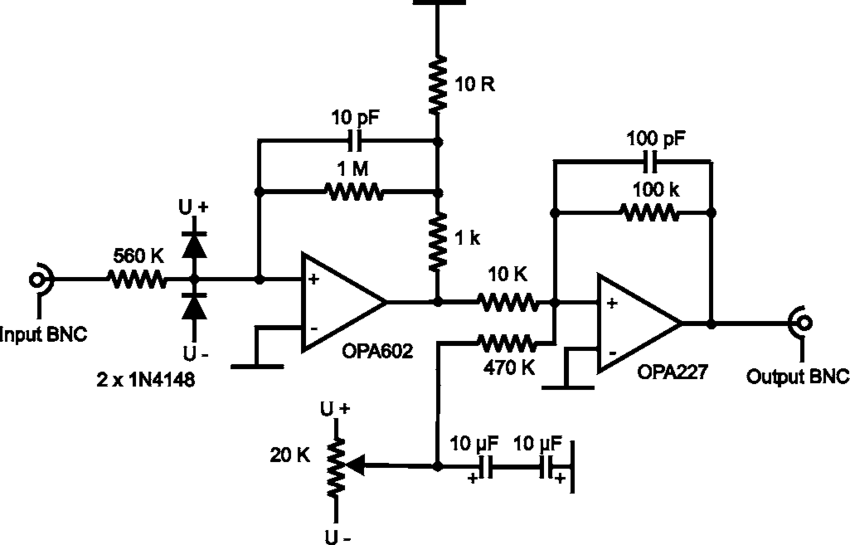 10 R
10 pF
1 M
1 k
100 pF
100 k
U +
560 K
+
-
10 K
+
-
Input BNC
U -
2 x 1N4148
OPA602
470 K
OPA227
Output BNC
U +
20 K
10 µF 10 µF
+ +
U -